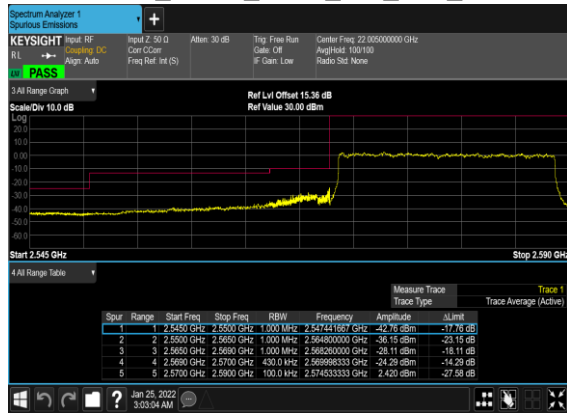 Spectrum Analyzer 1
Spurious Emissions
+
KEYSIGHT Input: RF Input Z: 50 Ω Atten: 30 dB Trig: Free Run Center Freq: 22.005000000 GHz
RL Coupling: DC Corr CCorr Gate: Off Avg|Hold: 100/100
Align: Auto Freq Ref: Int (S) IF Gain: Low Radio Std: None
LW PASS
3 All Range Graph Ref Lvl Offset 15.36 dB
Scale/Div 10.0 dB Ref Value 30.00 dBm
Log
20.0
10.0
0.00
-10.0
-20.0
-30.0
-40.0
-50.0
-60.0
Start 2.545 GHz Stop 2.590 GHz
4 All Range Table
Measure Trace Trace 1
Trace Type Trace Average (Active)
Spur Range Start Freq Stop Freq RBW Frequency Amplitude ΔLimit
1 1 2.5450 GHz 2.5500 GHz 1.000 MHz 2.547441667 GHz -42.76 dBm -17.76 dB
2 2 2.5500 GHz 2.5650 GHz 1.000 MHz 2.564800000 GHz -36.15 dBm -23.15 dB
3 3 2.5650 GHz 2.5690 GHz 1.000 MHz 2.568260000 GHz -28.11 dBm -18.11 dB
4 4 2.5690 GHz 2.5700 GHz 430.0 kHz 2.569998333 GHz -24.29 dBm -14.29 dB
5 5 2.5700 GHz 2.5900 GHz 100.0 kHz 2.574533333 GHz 2.420 dBm -27.58 dB
? Jan 25, 2022
3:03:04 AM